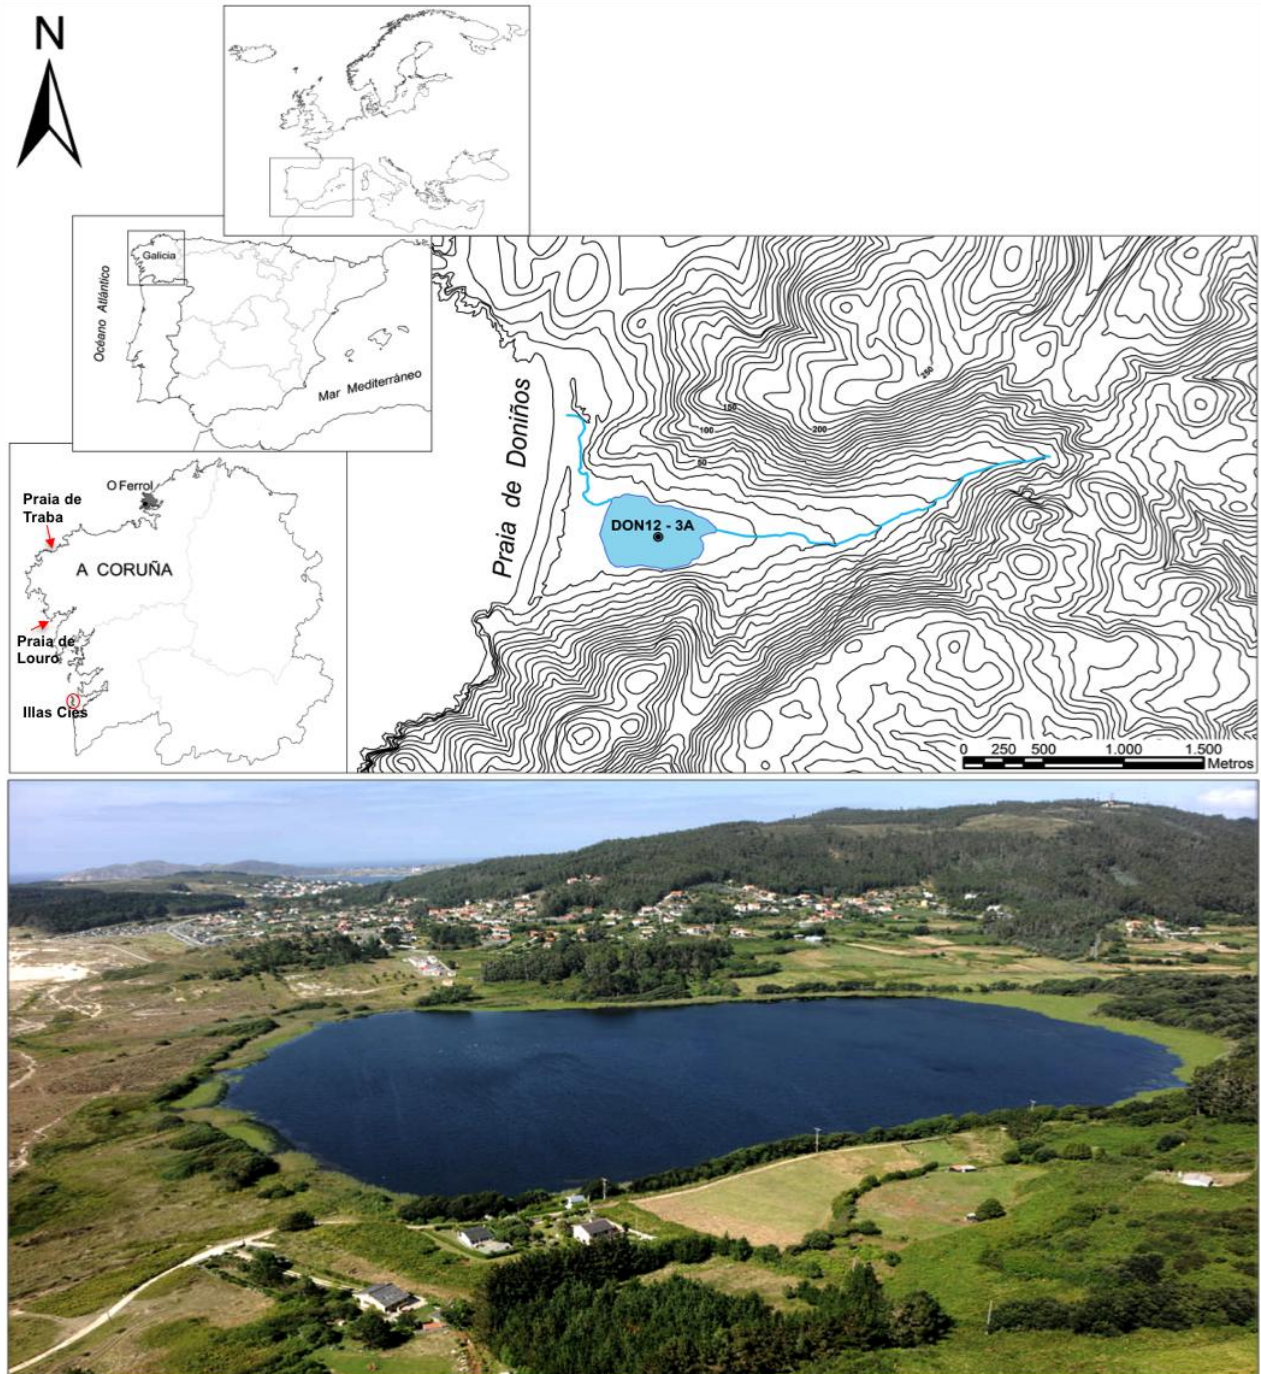 N
Galicia
Océano Atlántico
Mar Mediterráneo
O Ferrol
Praia de
Traba
A CORUÑA
Praia de
Louro
Illas Cíes
Praia de Doniños
250
150
200
100
50
DON12 - 3A
0 250 500 1.000 1.500
Metros